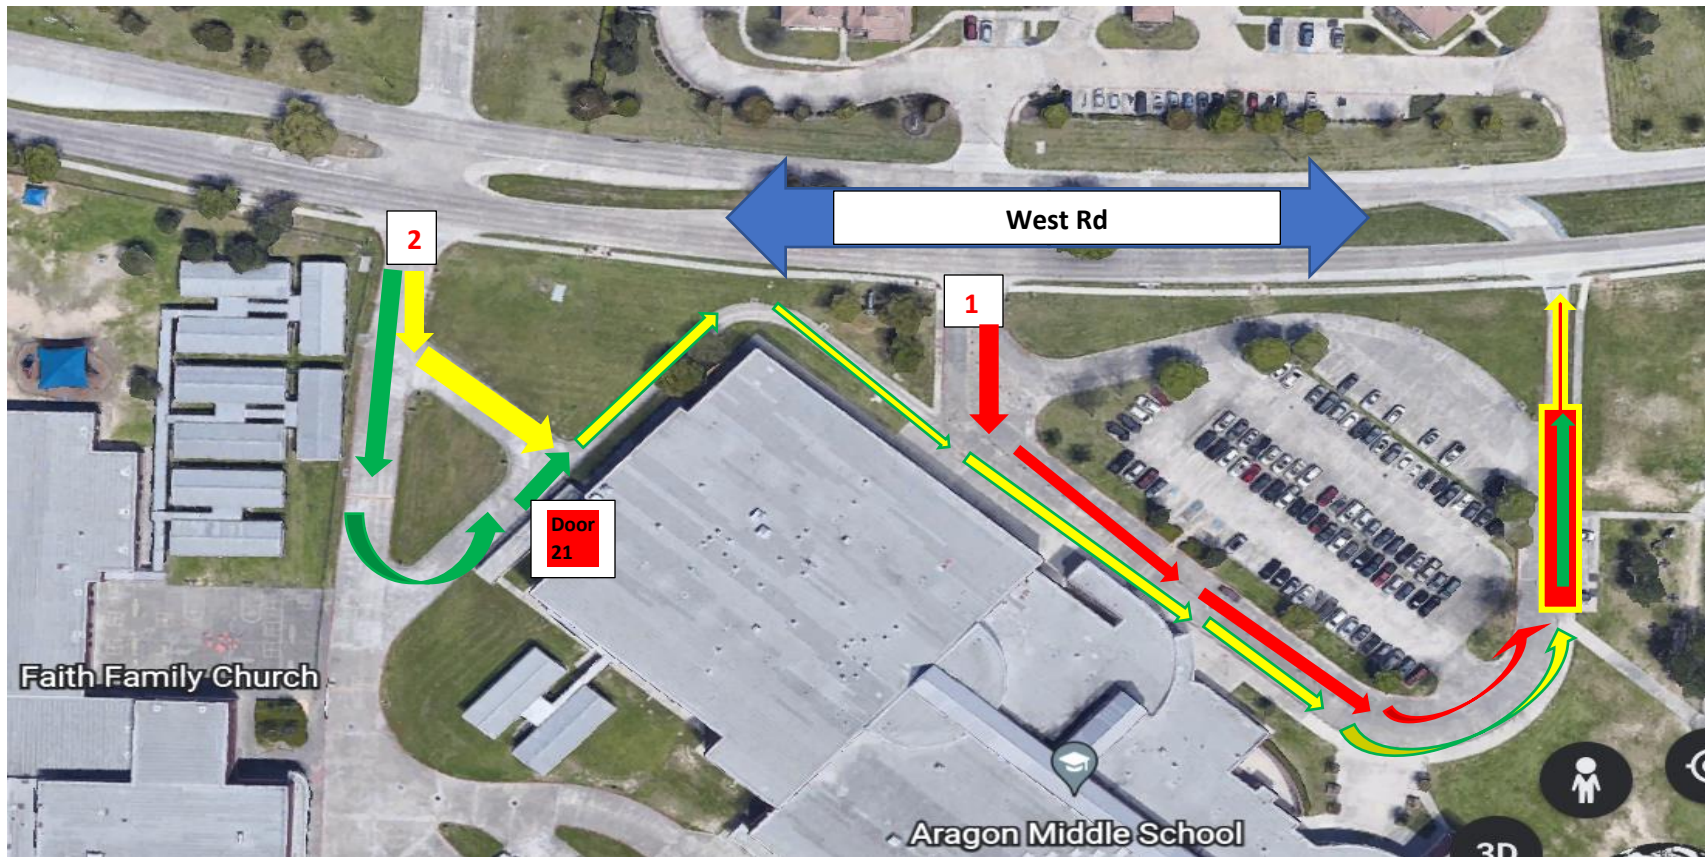 West Rd
2
1
Door
21
Faith Family Church
Aragon Middle School
3D